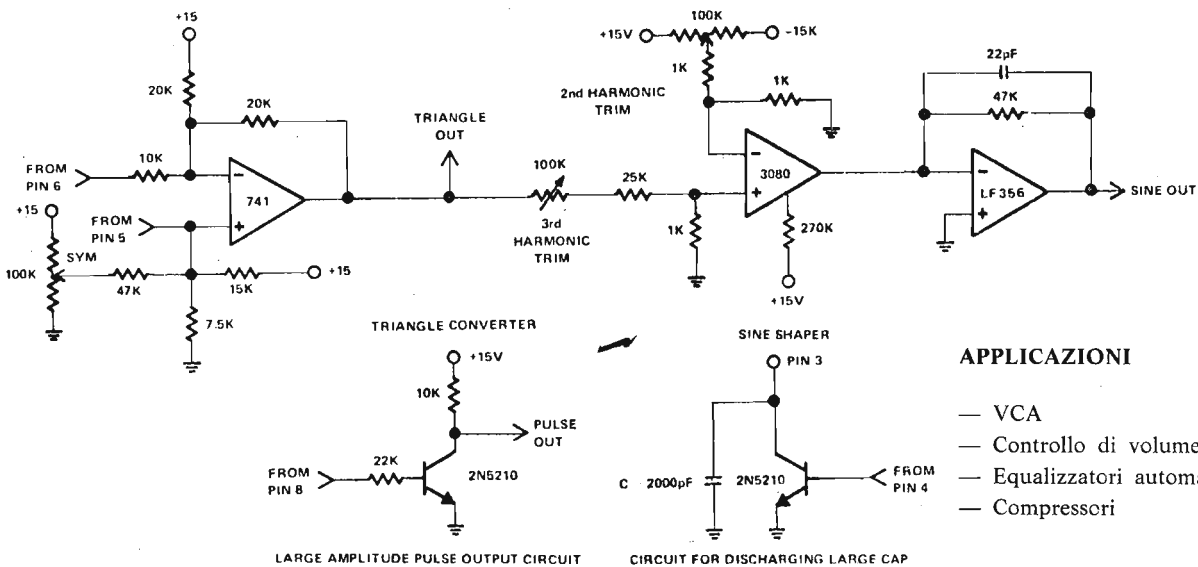 +15
20K
20K
10K
FROM
PIN 6
741
+15
FROM
PIN 5
SYM
100K
47K
15K
+15
7.5K
TRIANGLE
OUT
100K
3rd
HARMONIC
TRIM
25K
1K
+15V
100K
-15K
1K
1K
2nd HARMONIC
TRIM
3080
270K
+15V
22pF
47K
LF356
SINE OUT
TRIANGLE CONVERTER
+15V
10K
PULSE
OUT
FROM
PIN 8
22K
2N5210
LARGE AMPLITUDE PULSE OUTPUT CIRCUIT
SINE SHAPER
PIN 3
C 2000pF
2N5210
FROM
PIN 4
CIRCUIT FOR DISCHARGING LARGE CAP
APPLICAZIONI
— VCA
— Controllo di volume
— Equalizzatori automa
— Compressori